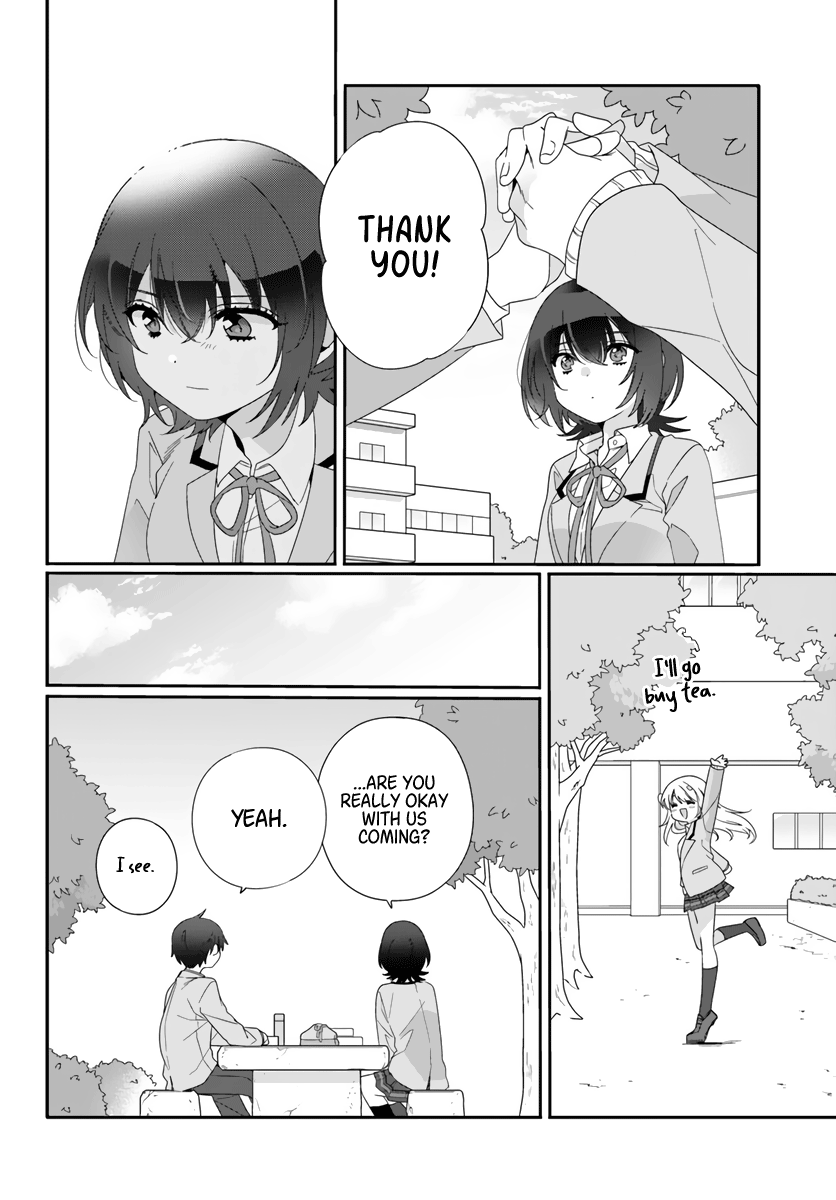 THANK
YOU!
I'll go
buy tea.
...ARE YOU
REALLY OKAY
WITH US
COMING?
YEAH.
I see.